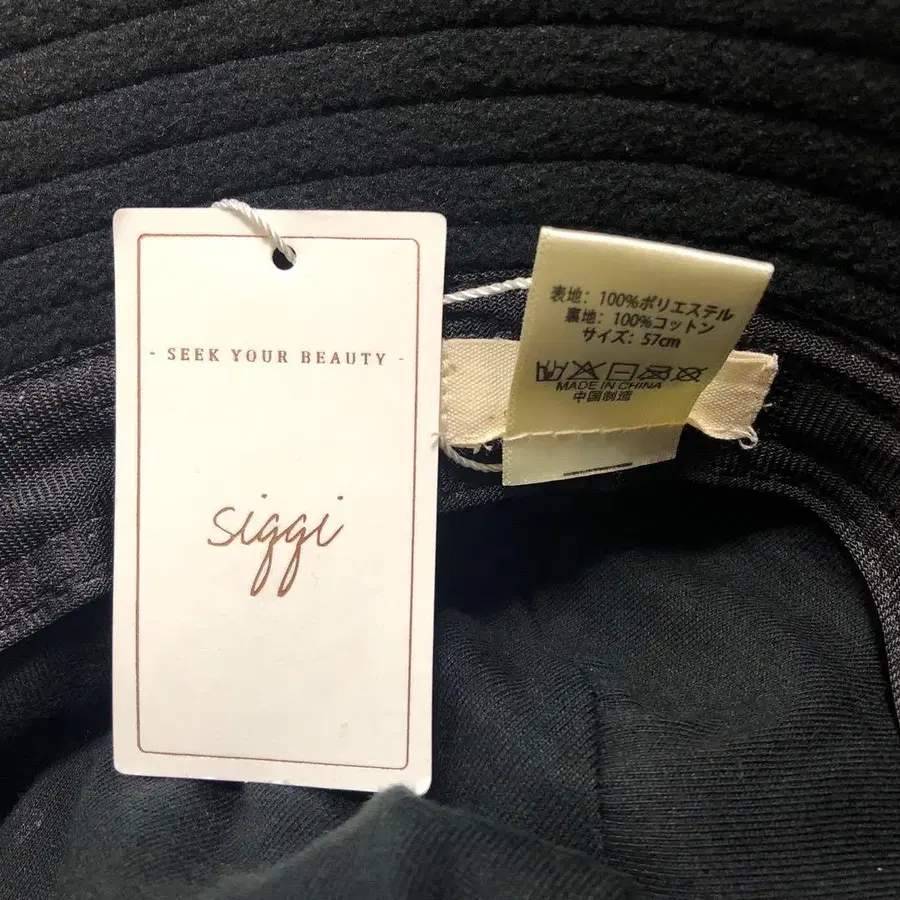 - SEEK YOUR BEAUTY -
siggi
表地: 100%ポリエステル
裏地: 100%コットン
サイズ: 57cm
MADE IN CHINA
中国制造